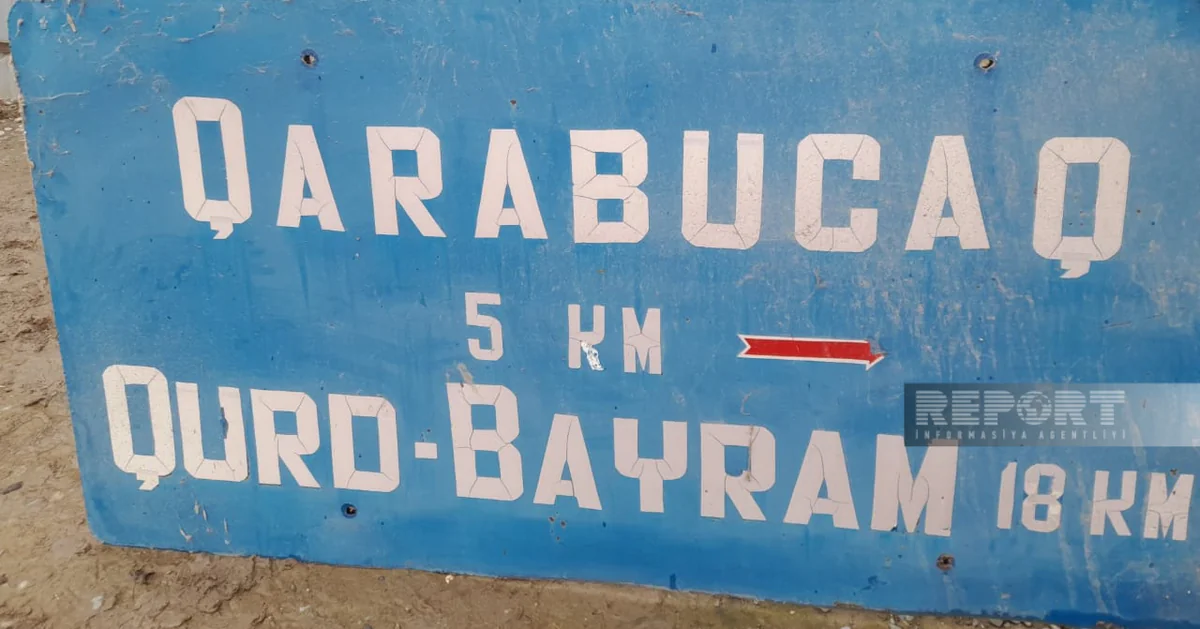 QARABUCAQ
5 KM
QURD-BAYRAM 18 KM
REPORT
İNFORMASİYA AGENTLİYİ